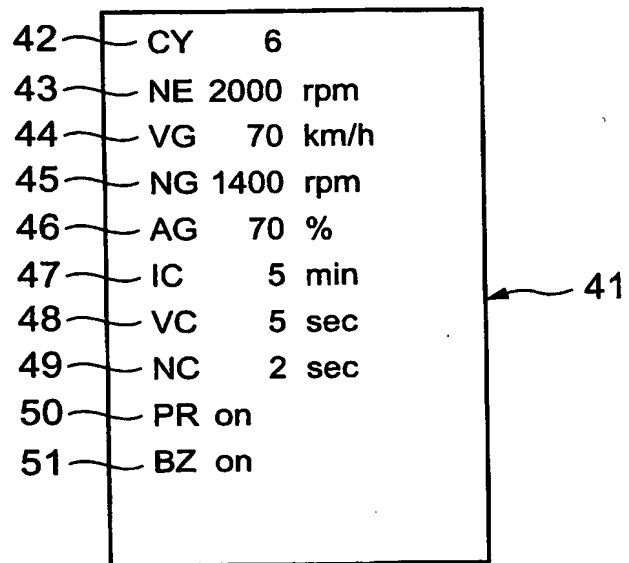 42 CY 6
43 NE 2000 rpm
44 VG 70 km/h
45 NG 1400 rpm
46 AG 70 %
47 IC 5 min
41
48 VC 5 sec
49 NC 2 sec
50 PR on
51 BZ on